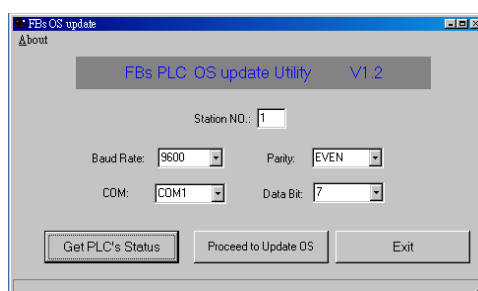 FBs OS update
About
FBs PLC OS update Utility V1.2
Station NO.: 1
Baud Rate: 9600 Parity: EVEN
COM: COM1 Data Bit: 7
Get PLC's Status Proceed to Update OS Exit